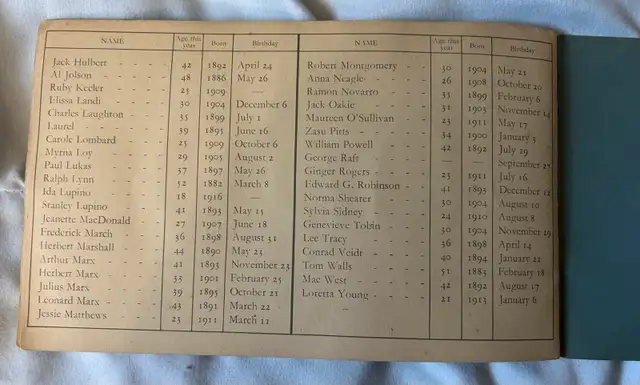 NAME Age this year Born Birthday
Jack Hulbert - - - 42 1892 April 24
Al Jolson - - - - 48 1886 May 26
Ruby Keeler - - - 25 1909 —
Elissa Landi - - - - 30 1904 December 6
Charles Laughton - - - 35 1899 July 1
Laurel - - - - 39 1895 June 16
Carole Lombard - - - 25 1909 October 6
Myrna Loy - - - - 29 1905 August 2
Paul Lukas - - - - 37 1897 May 26
Ralph Lynn - - - - 52 1882 March 8
Ida Lupino - - - - 18 1916 —
Stanley Lupino - - - 41 1893 May 15
Jeanette MacDonald - - 27 1907 June 18
Frederick March - - - 36 1898 August 31
Herbert Marshall - - - 44 1890 May 23
Arthur Marx - - - - 41 1893 November 23
Herbert Marx - - - - 33 1901 February 25
Julius Marx - - - - 39 1895 October 21
Leonard Marx - - - - 43 1891 March 22
Jessie Matthews - - - 23 1911 March 11
NAME Age this year Born Birthday
Robert Montgomery - - - 30 1904 May 21
Anna Neagle - - - - 26 1908 October 20
Ramon Novarro - - - 35 1899 February 6
Jack Oakie - - - - 31 1903 November 14
Maureen O'Sullivan - - - 23 1911 May 17
Zasu Pitts - - - - 34 1900 January 3
William Powell - - - 42 1892 July 29
George Raft - - - - — — September 27
Ginger Rogers - - - 23 1911 July 16
Edward G. Robinson - - - 41 1893 December 12
Norma Shearer - - - 30 1904 August 10
Sylvia Sidney - - - 24 1910 August 8
Genevieve Tobin - - - 30 1904 November 29
Lee Tracy - - - - 36 1898 April 14
Conrad Veidt - - - - 40 1894 January 21
Tom Walls - - - - 51 1883 February 18
Mae West - - - - 42 1892 August 17
Loretta Young - - - - 21 1913 January 6